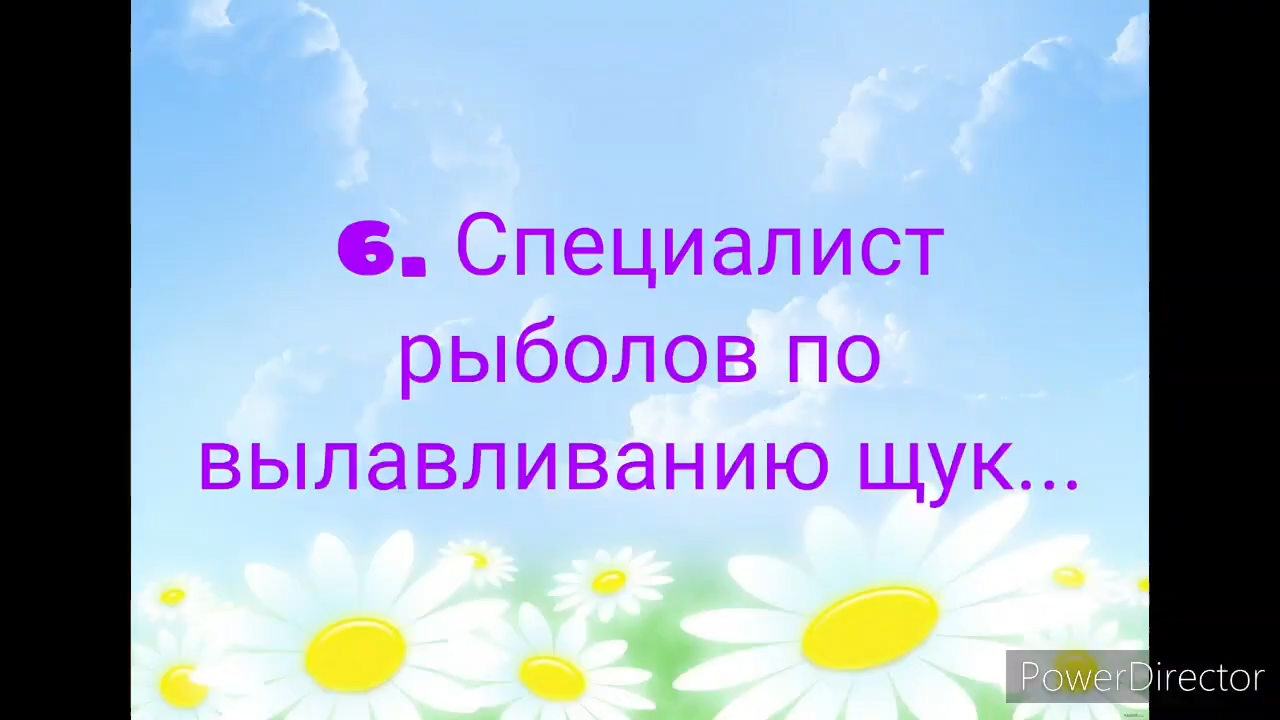 6. Специалист
рыболов по
вылавливанию щук...
PowerDirector